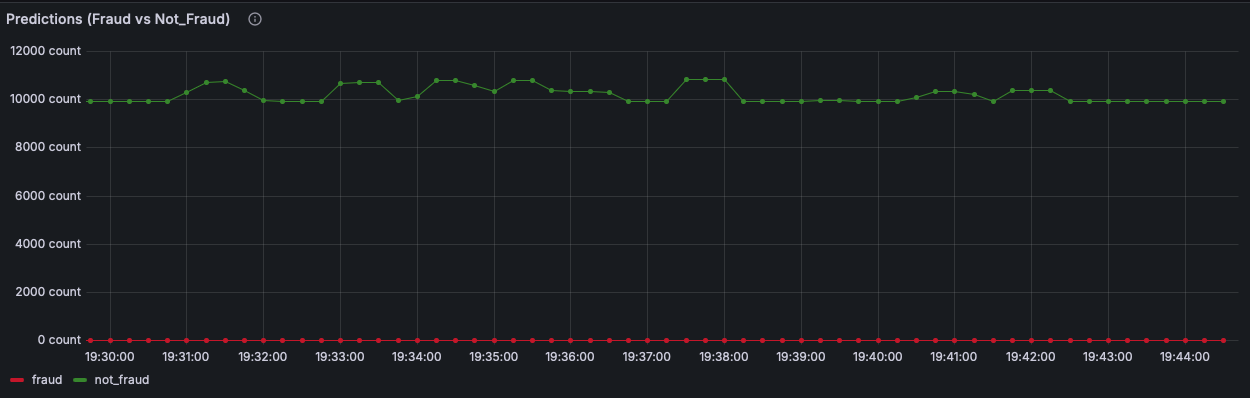 Predictions (Fraud vs Not_Fraud)
12000 count
10000 count
8000 count
6000 count
4000 count
2000 count
0 count
19:30:00 19:31:00 19:32:00 19:33:00 19:34:00 19:35:00 19:36:00 19:37:00 19:38:00 19:39:00 19:40:00 19:41:00 19:42:00 19:43:00 19:44:00
fraud not_fraud